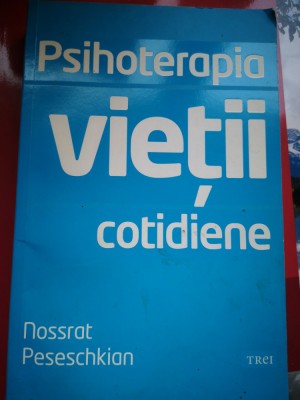 Psihoterapia
vieții
cotidiene
Nossrat
Peseschkian
TREI